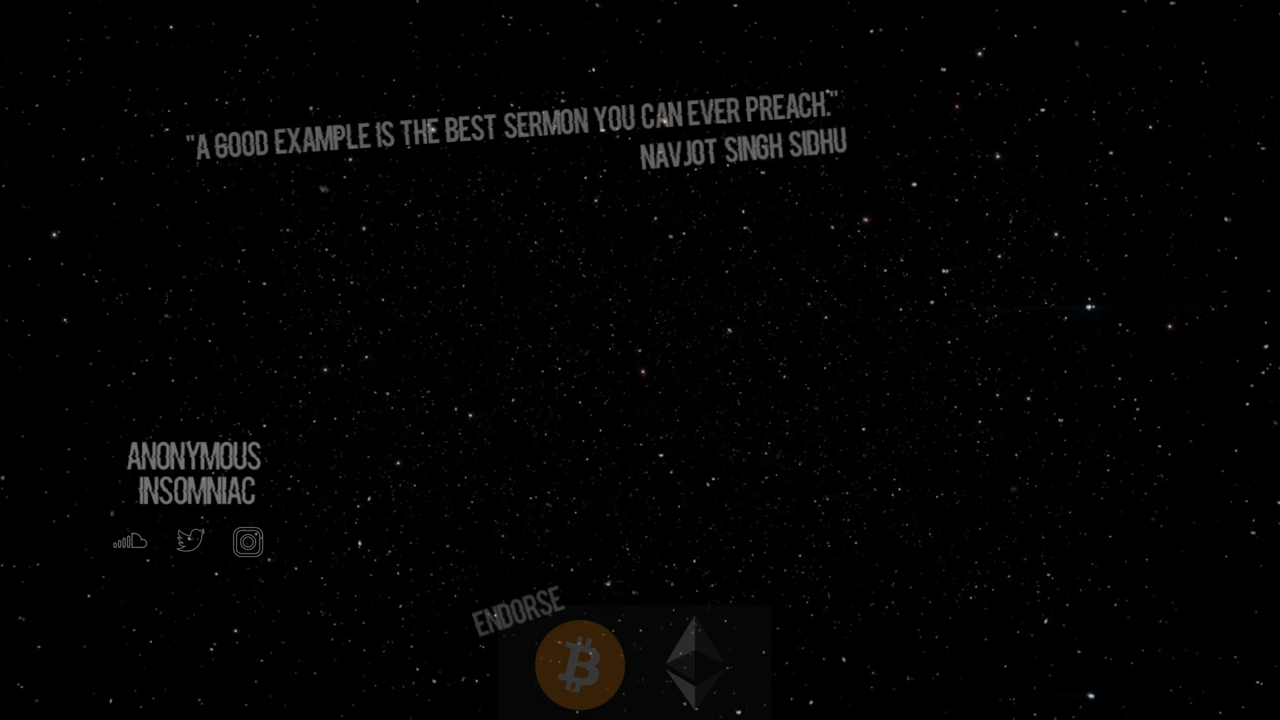 "A GOOD EXAMPLE IS THE BEST SERMON YOU CAN EVER PREACH."
NAVJOT SINGH SIDHU
ANONYMOUS
INSOMNIAC
ENDORSE